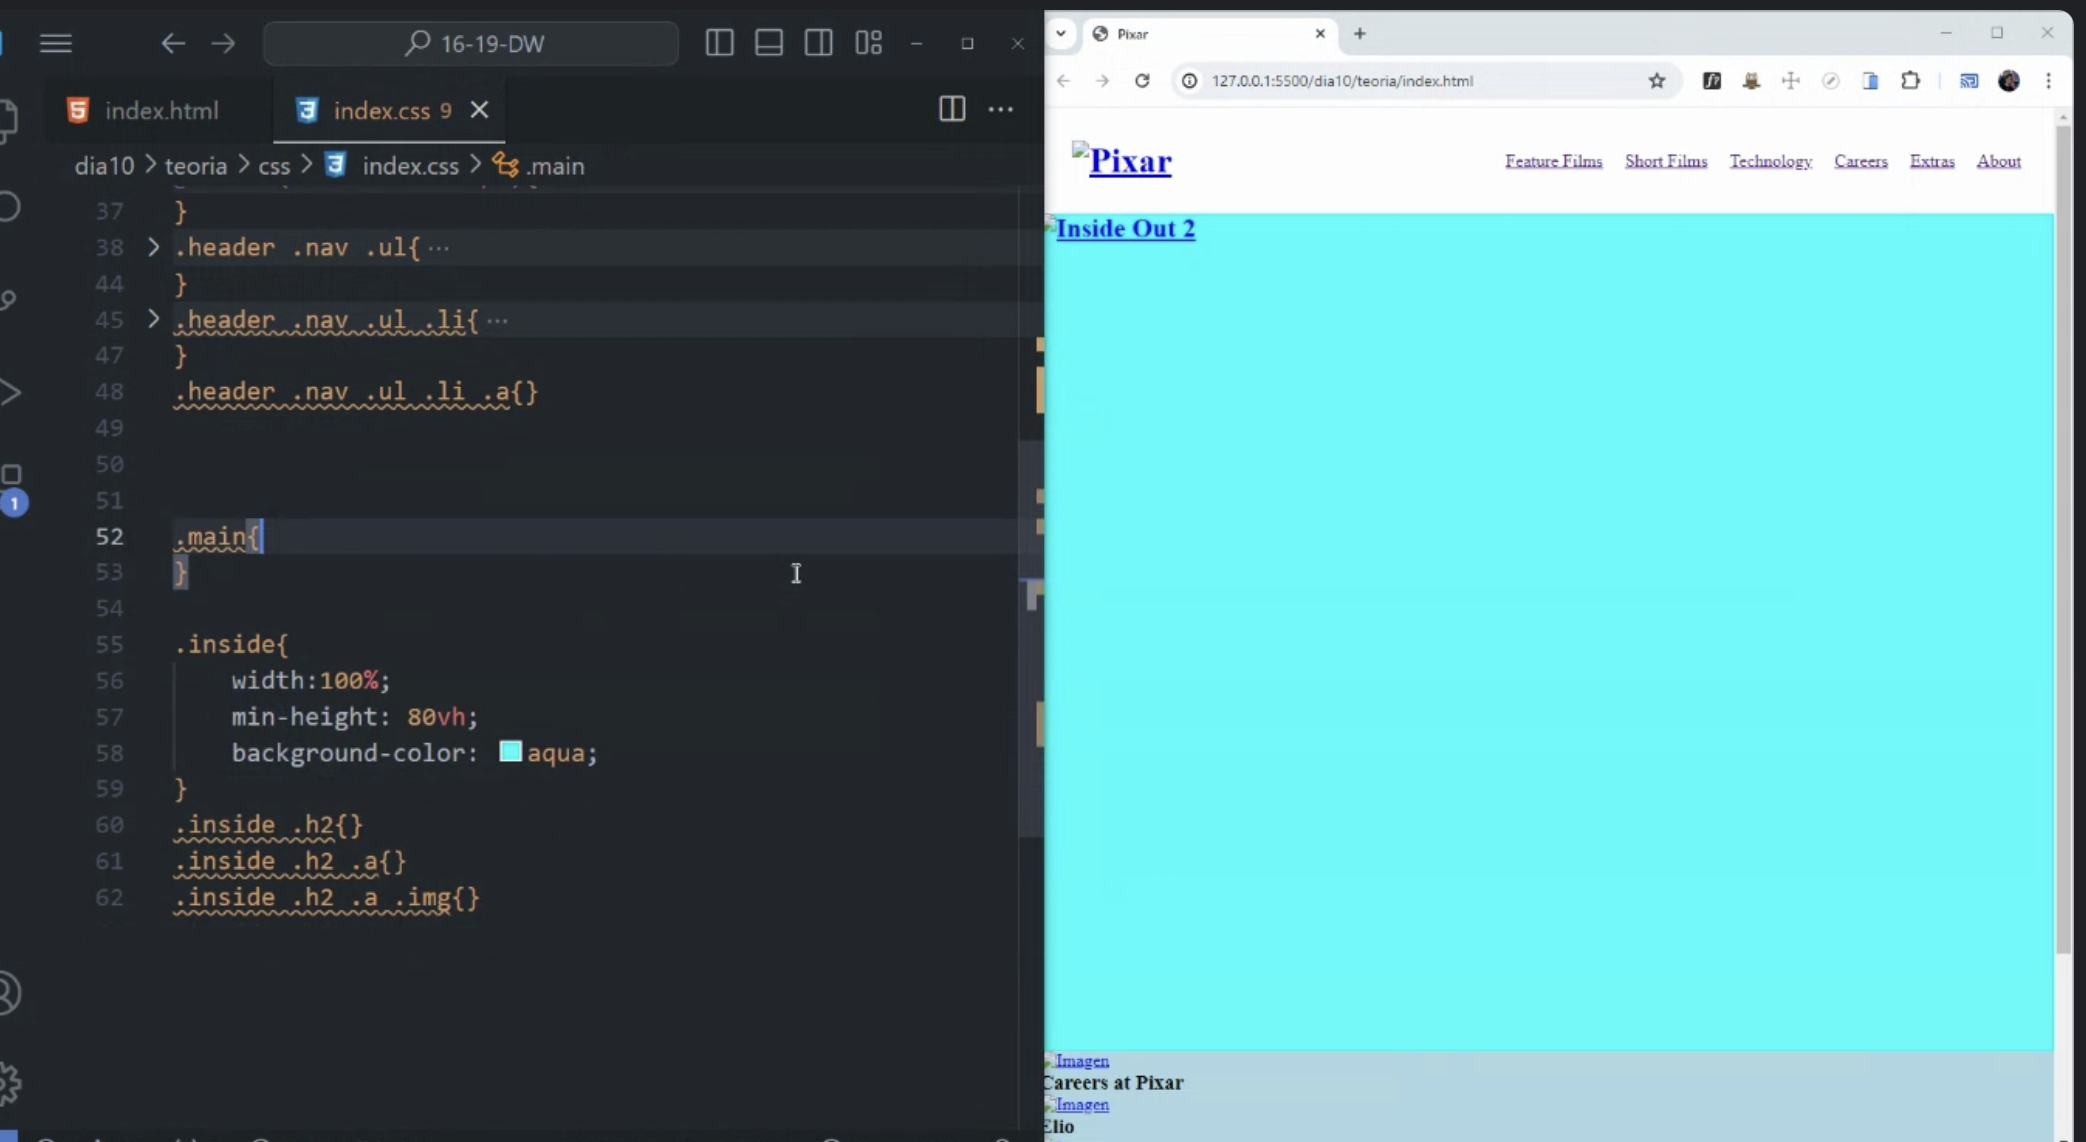 16-19-DW
index.html
index.css 9
dia10 > teoria > css > index.css > .main
37 }
38 .header .nav .ul{ ···
44 }
45 .header .nav .ul .li{ ···
47 }
48 .header .nav .ul .li .a{}
49
50
51
52 .main{
53 }
54
55 .inside{
56 width:100%;
57 min-height: 80vh;
58 background-color: aqua;
59 }
60 .inside .h2{}
61 .inside .h2 .a{}
62 .inside .h2 .a .img{}
1
Pixar
127.0.0.1:5500/dia10/teoria/index.html
Pixar
Feature Films Short Films Technology Careers Extras About
Inside Out 2
Imagen
Careers at Pixar
Imagen
Elio